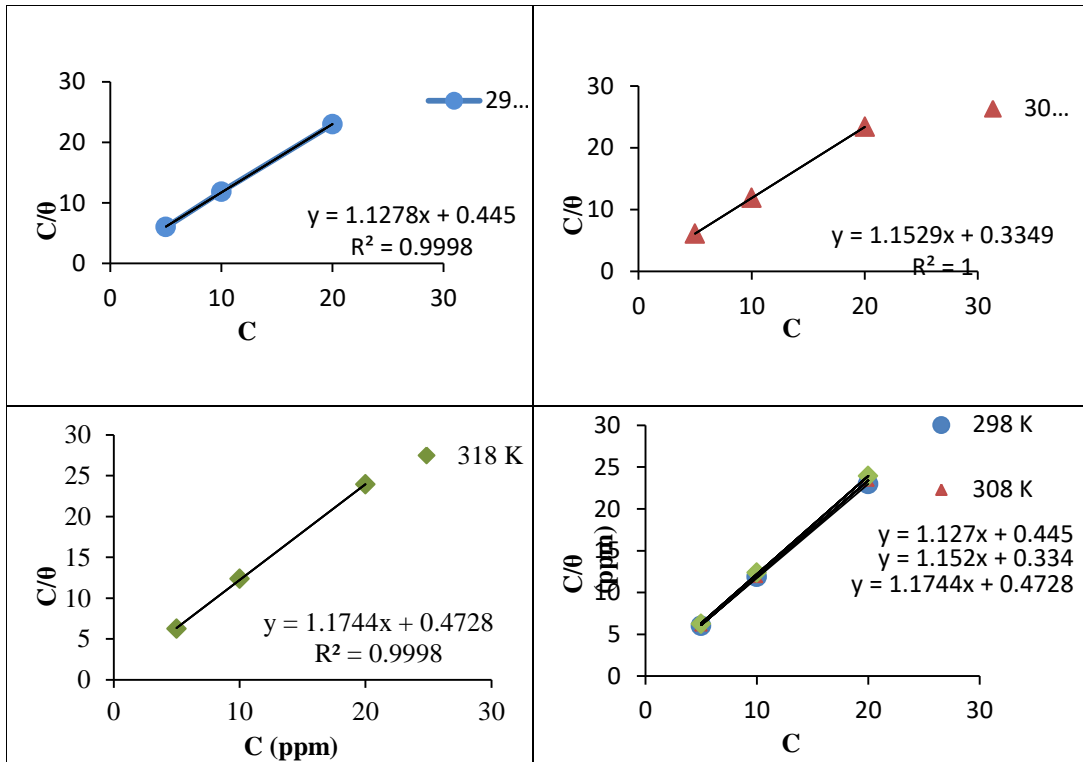 30
20
10
0
0
10
20
30
C/θ
C
29...
y = 1.1278x + 0.445
R² = 0.9998
30
20
10
0
0
10
20
30
C/θ
C
30...
y = 1.1529x + 0.3349
R² = 1
30
25
20
15
10
5
0
0
10
20
30
C/θ
C (ppm)
318 K
y = 1.1744x + 0.4728
R² = 0.9998
30
25
20
15
10
5
0
0
10
20
30
C/θ
(ppm)
C
298 K
308 K
y = 1.127x + 0.445
y = 1.152x + 0.334
y = 1.1744x + 0.4728